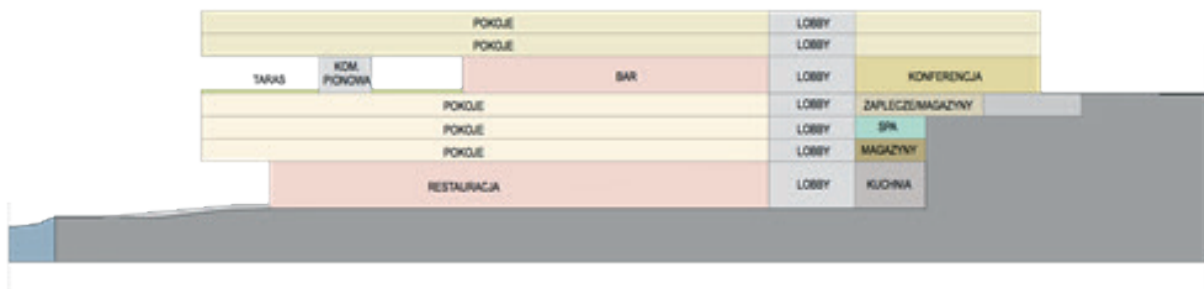 POKOJE LOBBY
POKOJE LOBBY
TARAS KOM. PIONOWA BAR LOBBY KONFERENCJA
POKOJE LOBBY ZAPLECZE/MAGAZYNY
POKOJE LOBBY SPA
POKOJE LOBBY MAGAZYNY
RESTAURACJA LOBBY KUCHNIA